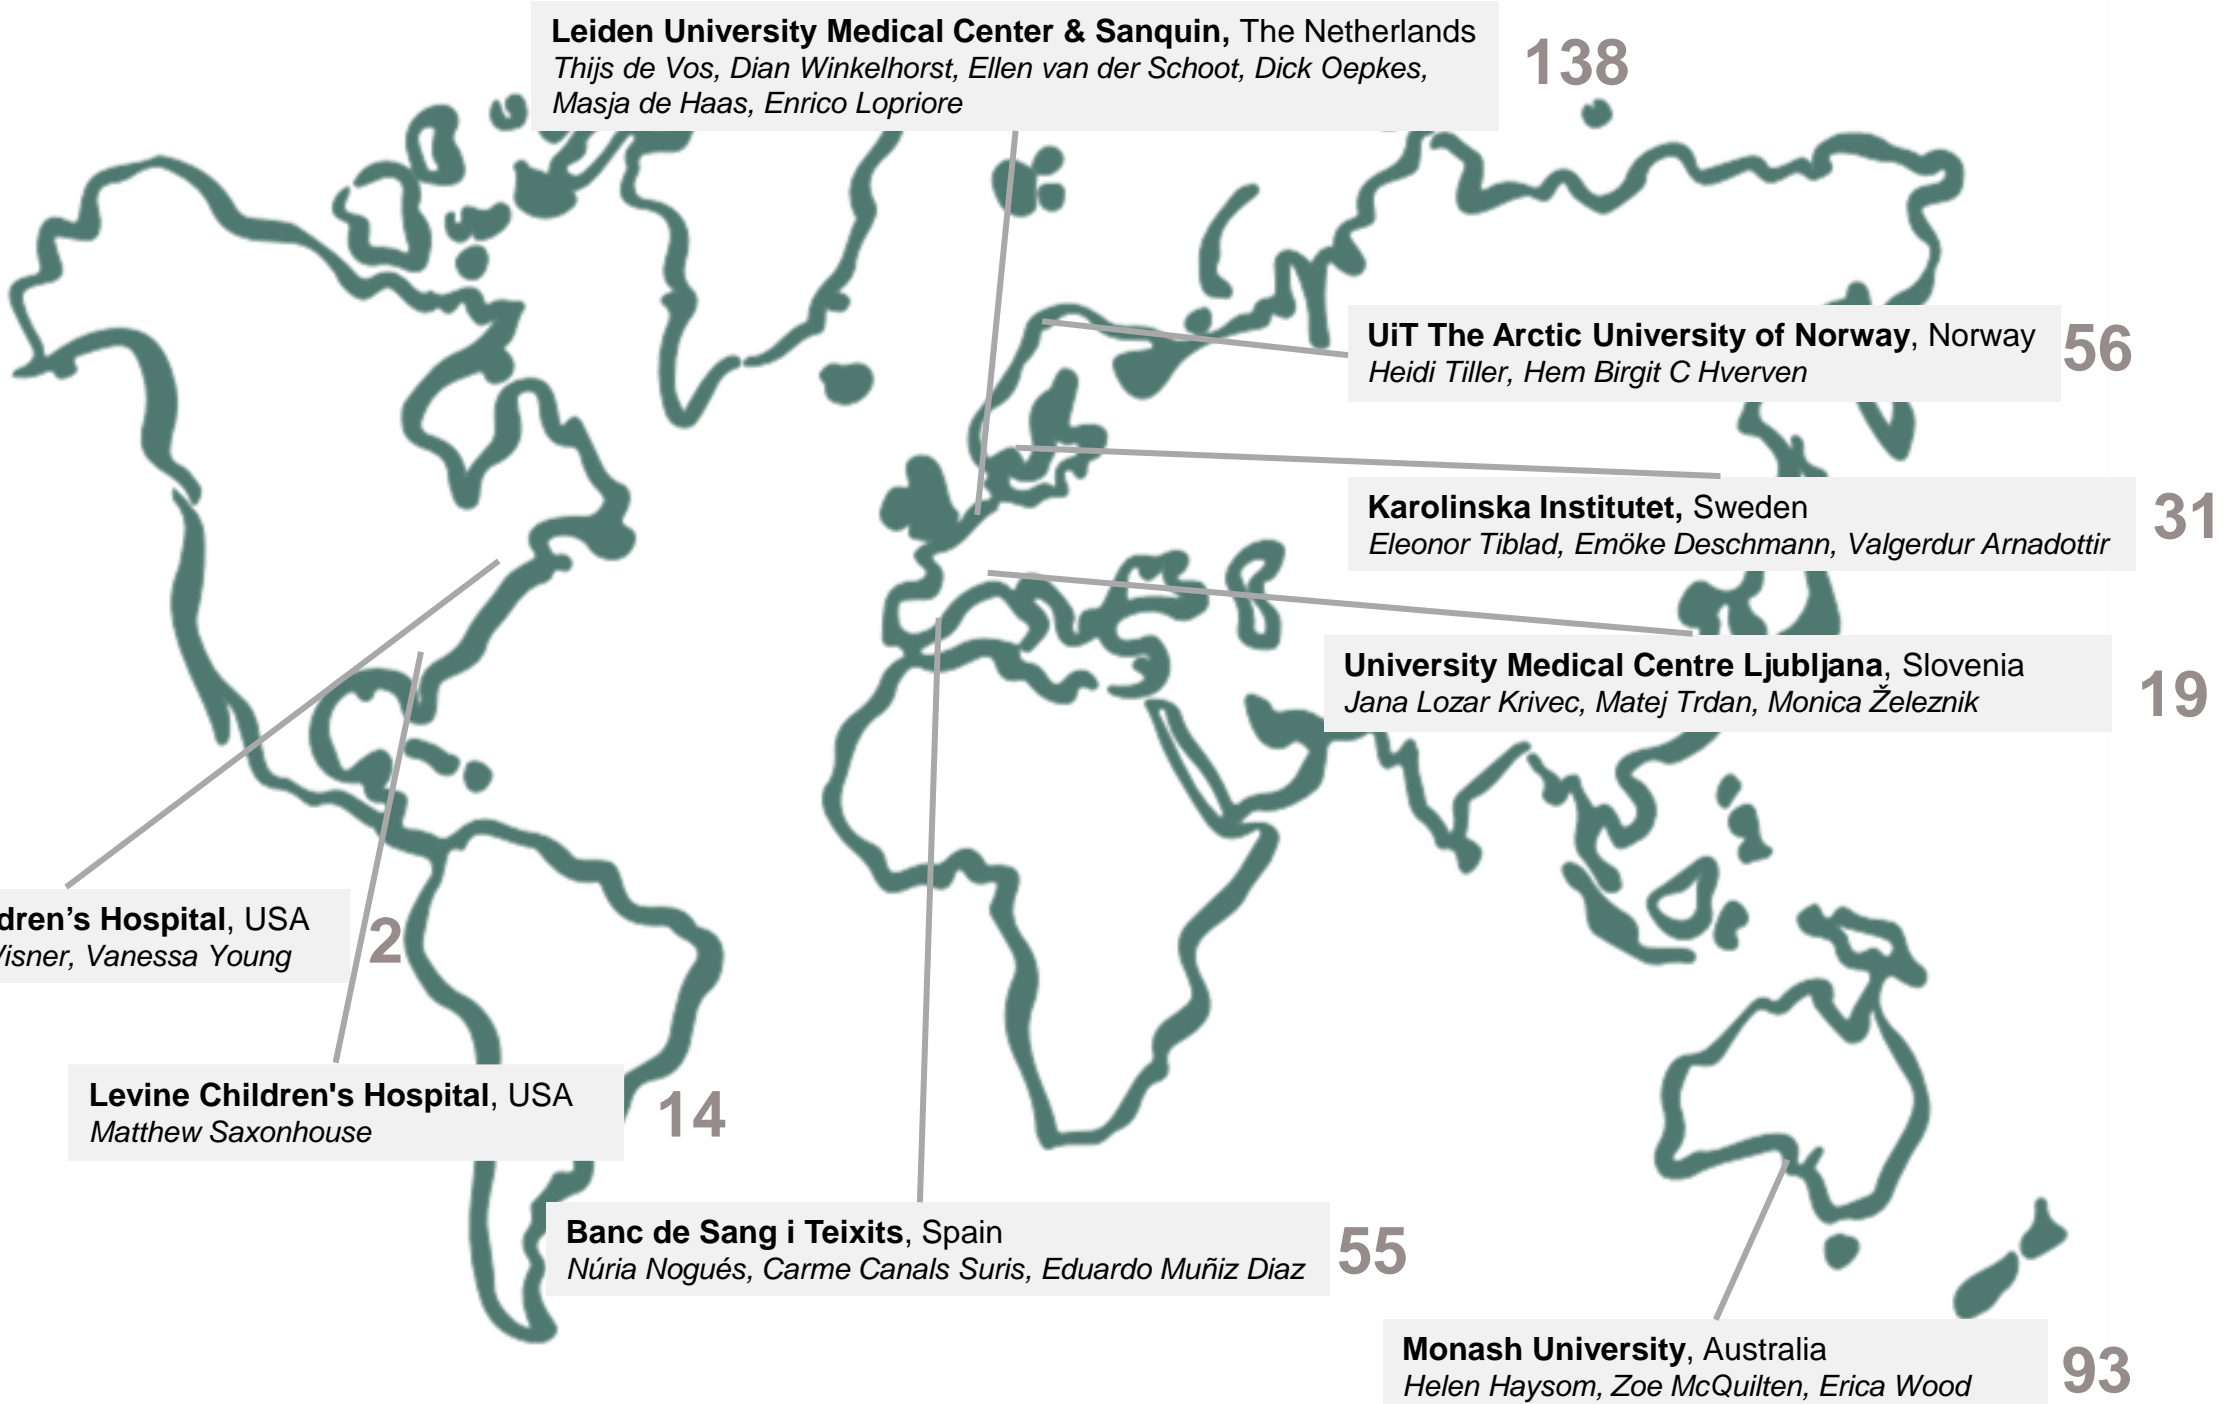 Leiden University Medical Center & Sanquin, The Netherlands
Thijs de Vos, Dian Winkelhorst, Ellen van der Schoot, Dick Oepkes,
Masja de Haas, Enrico Lopriore
138
UiT The Arctic University of Norway, Norway
Heidi Tiller, Hem Birgit C Hverven
56
Karolinska Institutet, Sweden
Eleonor Tiblad, Emöke Deschmann, Valgerdur Arnadottir
31
University Medical Centre Ljubljana, Slovenia
Jana Lozar Krivec, Matej Trdan, Monica Železnik
19
Hospital, USA
Vanessa Young
2
Levine Children's Hospital, USA
Matthew Saxonhouse
14
Banc de Sang i Teixits, Spain
Núria Nogués, Carme Canals Suris, Eduardo Muñiz Diaz
55
Monash University, Australia
Helen Haysom, Zoe McQuilten, Erica Wood
93